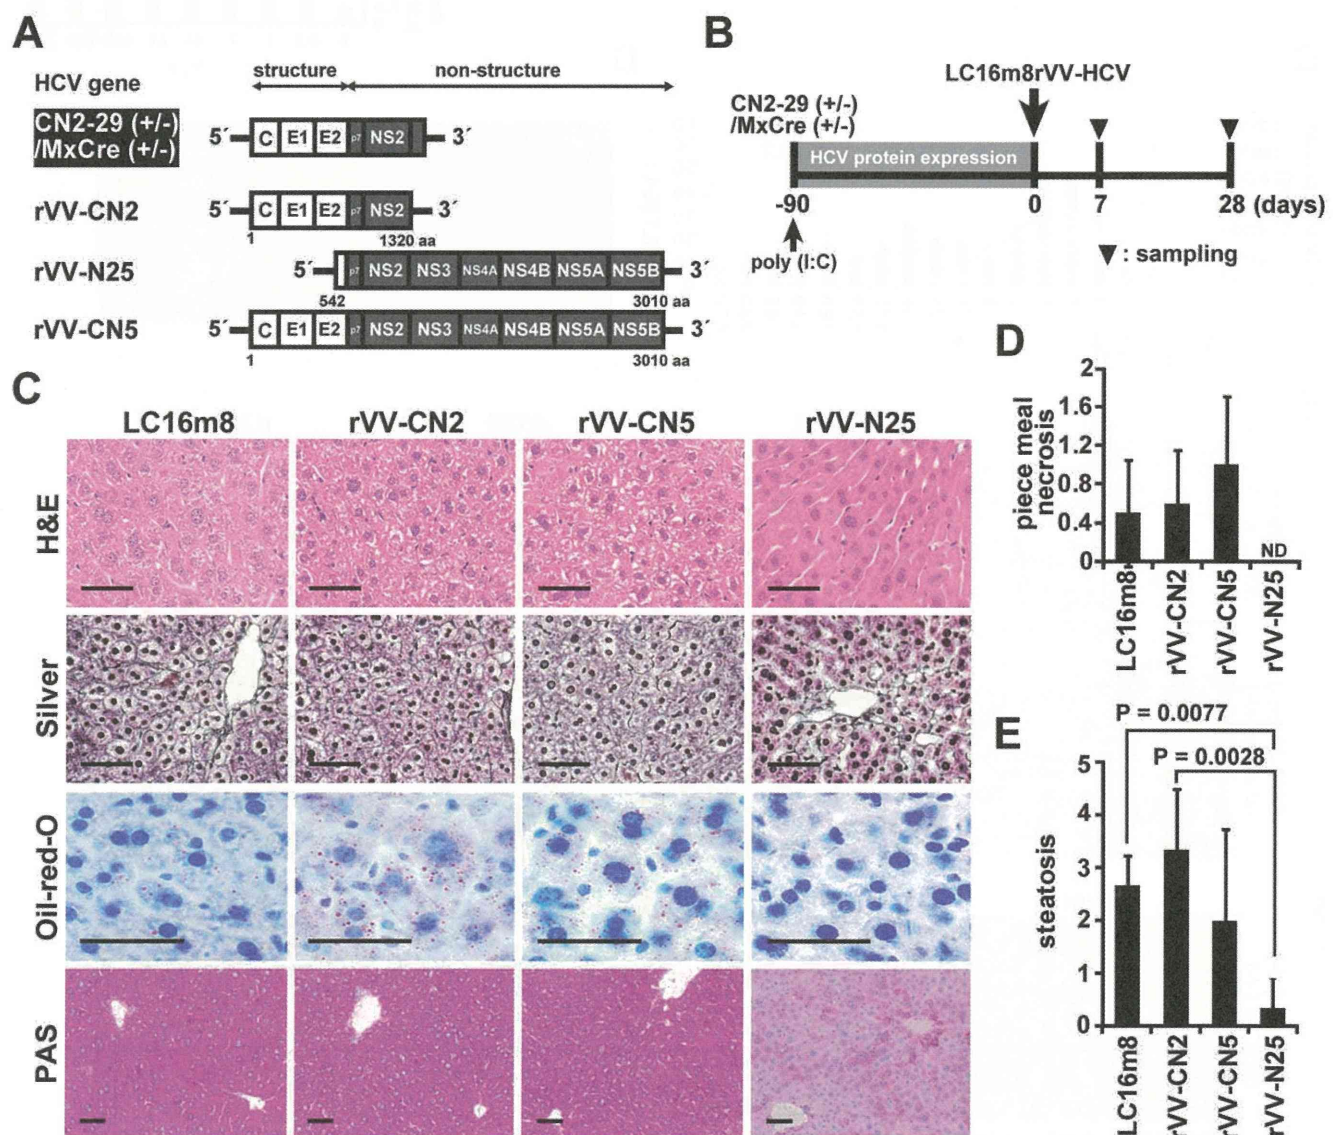 A
HCV gene
structure
non-structure
CN2-29 (+/-)
/MxCre (+/-)
5´ C E1 E2 p7 NS2 3´
rVV-CN2
5´ C E1 E2 p7 NS2 3´
1 1320 aa
rVV-N25
5´ p7 NS2 NS3 NS4A NS4B NS5A NS5B 3´
542 3010 aa
rVV-CN5
5´ C E1 E2 p7 NS2 NS3 NS4A NS4B NS5A NS5B 3´
1 3010 aa
B
LC16m8rVV-HCV
CN2-29 (+/-)
/MxCre (+/-)
HCV protein expression
-90 0 7 28 (days)
poly (I:C)
▼: sampling
C
LC16m8 rVV-CN2 rVV-CN5 rVV-N25
H&E
Silver
Oil-red-O
PAS
D
piece meal
necrosis
2
1.6
1.2
0.8
0.4
0
ND
LC16m8
rVV-CN2
rVV-CN5
rVV-N25
E
P = 0.0077
P = 0.0028
steatosis
5
4
3
2
1
0
LC16m8
rVV-CN2
rVV-CN5
rVV-N25